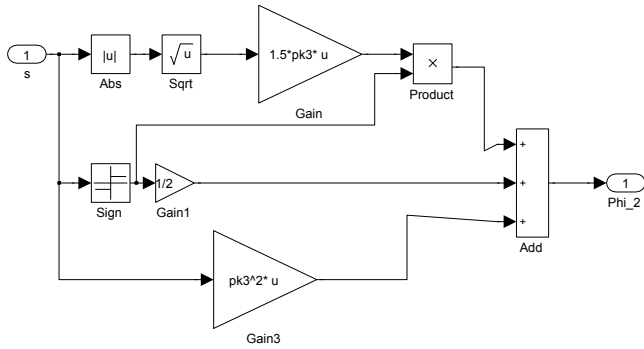 1
s
|u|
Abs
√u
Sqrt
1.5*pk3* u
Gain
×
Product
Sign
1/2
Gain1
pk3^2* u
Gain3
+
+
+
Add
1
Phi_2